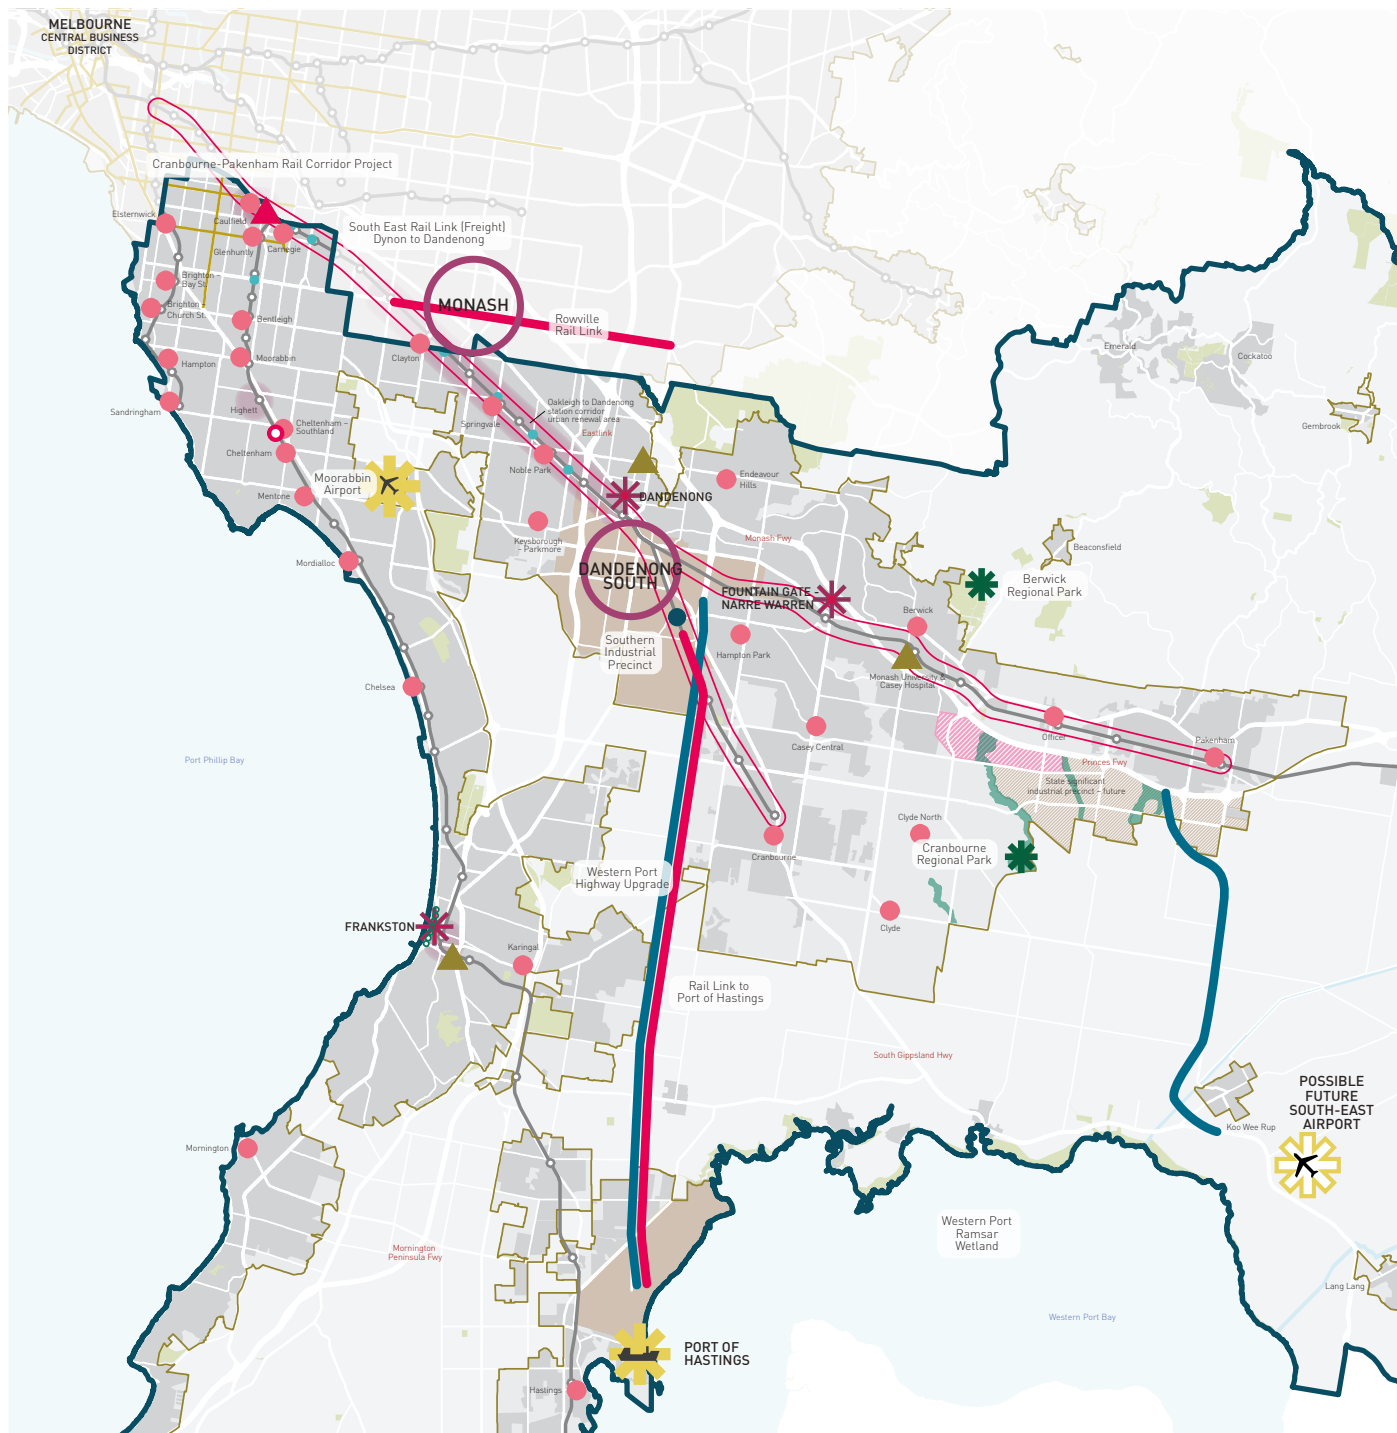 MELBOURNE
CENTRAL BUSINESS
DISTRICT
Cranbourne-Pakenham Rail Corridor Project
Elsternwick
Caulfield
Glenhuntly
Carnegie
South East Rail Link (Freight)
Dynon to Dandenong
Brighton –
Bay St.
Brighton –
Church St.
Bentleigh
MONASH
Rowville
Rail Link
Hampton
Moorabbin
Clayton
Emerald
Cockatoo
Sandringham
Highett
Cheltenham –
Southland
Springvale
Oakleigh to Dandenong
station corridor
urban renewal area
Eastlink
Gembrook
Cheltenham
Noble Park
Moorabbin
Airport
Mentone
Endeavour
Hills
DANDENONG
Keysborough
– Parkmore
Monash Fwy
Beaconsfield
Mordialloc
DANDENONG
SOUTH
FOUNTAIN GATE –
NARRE WARREN
Berwick
Regional Park
Berwick
Southern
Industrial
Precinct
Hampton Park
Monash University &
Casey Hospital
Chelsea
Casey Central
Officer
Pakenham
Port Phillip Bay
Princes Fwy
State significant
industrial precinct – future
Clyde North
Cranbourne
Cranbourne
Regional Park
Western Port
Highway Upgrade
Clyde
FRANKSTON
Karingal
Rail Link to
Port of Hastings
South Gippsland Hwy
POSSIBLE
FUTURE
SOUTH-EAST
AIRPORT
Koo Wee Rup
Mornington
Mornington
Peninsula Fwy
Western Port
Ramsar
Wetland
Lang Lang
Western Port Bay
PORT OF
HASTINGS
Hastings